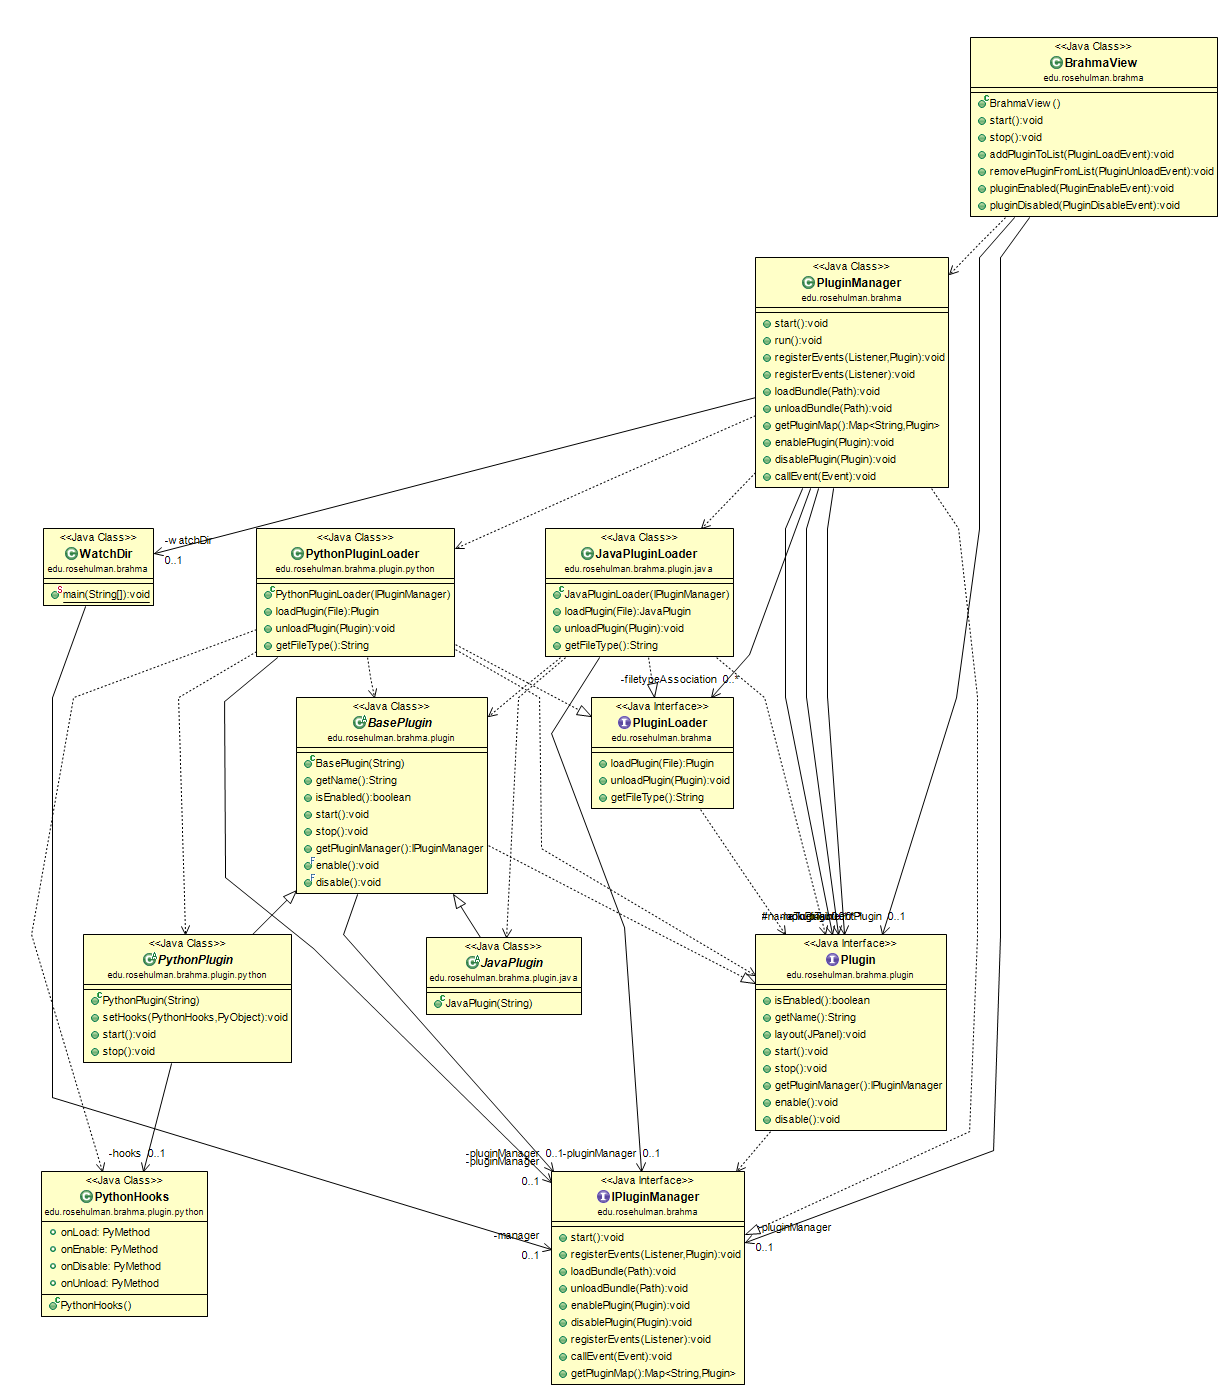 <<Java Class>>
BrahmaView
edu.rosehulman.brahma
BrahmaView()
start():void
stop():void
addPluginToList(PluginLoadEvent):void
removePluginFromList(PluginUnloadEvent):void
pluginEnabled(PluginEnableEvent):void
pluginDisabled(PluginDisableEvent):void
<<Java Class>>
PluginManager
edu.rosehulman.brahma
start():void
run():void
registerEvents(Listener,Plugin):void
registerEvents(Listener):void
loadBundle(Path):void
unloadBundle(Path):void
getPluginMap():Map<String,Plugin>
enablePlugin(Plugin):void
disablePlugin(Plugin):void
callEvent(Event):void
<<Java Class>>
WatchDir
edu.rosehulman.brahma
main(String[]):void
-watchDir
0..1
<<Java Class>>
PythonPluginLoader
edu.rosehulman.brahma.plugin.python
PythonPluginLoader(IPluginManager)
loadPlugin(File):Plugin
unloadPlugin(Plugin):void
getFileType():String
<<Java Class>>
JavaPluginLoader
edu.rosehulman.brahma.plugin.java
JavaPluginLoader(IPluginManager)
loadPlugin(File):JavaPlugin
unloadPlugin(Plugin):void
getFileType():String
-filetypeAssociation 0..*
<<Java Class>>
BasePlugin
edu.rosehulman.brahma.plugin
BasePlugin(String)
getName():String
isEnabled():boolean
start():void
stop():void
getPluginManager():IPluginManager
enable():void
disable():void
<<Java Interface>>
PluginLoader
edu.rosehulman.brahma
loadPlugin(File):Plugin
unloadPlugin(Plugin):void
getFileType():String
0..1
<<Java Class>>
PythonPlugin
edu.rosehulman.brahma.plugin.python
PythonPlugin(String)
setHooks(PythonHooks,PyObject):void
start():void
stop():void
<<Java Class>>
JavaPlugin
edu.rosehulman.brahma.plugin.java
JavaPlugin(String)
<<Java Interface>>
Plugin
edu.rosehulman.brahma.plugin
isEnabled():boolean
getName():String
layout(JPanel):void
start():void
stop():void
getPluginManager():IPluginManager
enable():void
disable():void
-hooks 0..1
-pluginManager 0..1
-pluginManager 0..1
-pluginManager
0..1
<<Java Class>>
PythonHooks
edu.rosehulman.brahma.plugin.python
onLoad: PyMethod
onEnable: PyMethod
onDisable: PyMethod
onUnload: PyMethod
PythonHooks()
-manager
0..1
-pluginManager
0..1
<<Java Interface>>
IPluginManager
edu.rosehulman.brahma
start():void
registerEvents(Listener,Plugin):void
loadBundle(Path):void
unloadBundle(Path):void
enablePlugin(Plugin):void
disablePlugin(Plugin):void
registerEvents(Listener):void
callEvent(Event):void
getPluginMap():Map<String,Plugin>